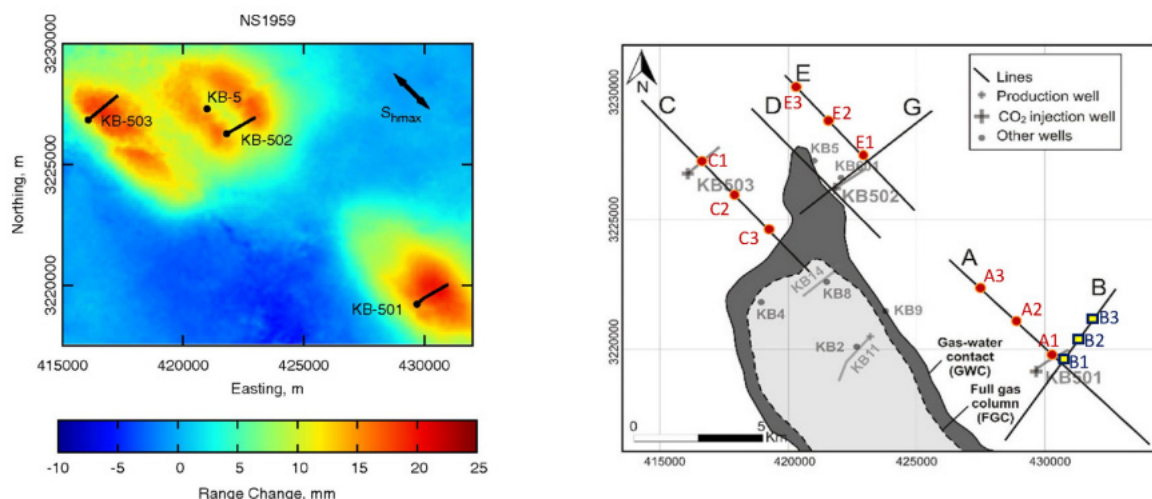 NS1959
3230000
3225000
3220000
Northing, m
KB-503
KB-5
KB-502
KB-501
Shmax
415000 420000 425000 430000
Easting, m
-10 -5 0 5 10 15 20 25
Range Change, mm
N
3230000
3225000
3220000
C
D
E
G
A
B
E3
E2
E1
C1
C2
C3
A3
A2
A1
B3
B2
B1
KB5
KB601
KB502
KB503
KB14
KB8
KB4
KB9
KB2
KB11
KB501
Gas-water
contact
(GWC)
Full gas
column
(FGC)
Lines
Production well
CO2 injection well
Other wells
0 5
Km
415000 420000 425000 430000